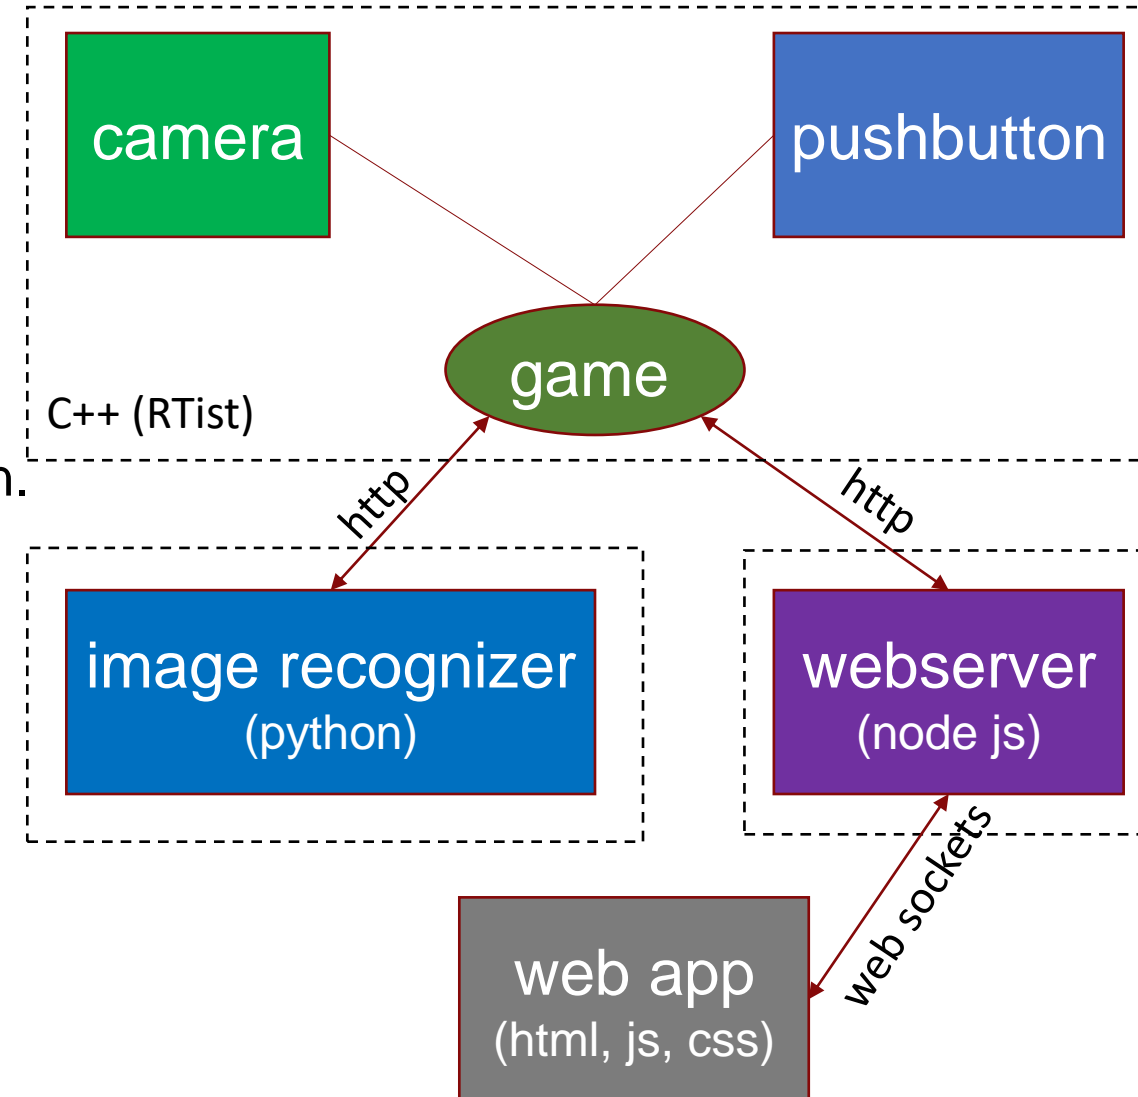 camera
pushbutton
game
C++ (RTist)
n.
http
http
image recognizer
(python)
webserver
(node js)
web sockets
web app
(html, js, css)